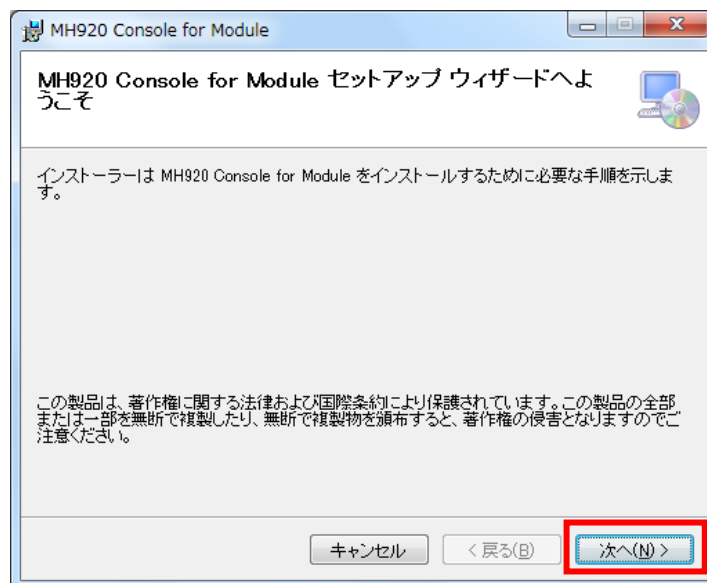 MH920 Console for Module
MH920 Console for Module セットアップ ウィザードへよ
うこそ
インストーラーは MH920 Console for Module をインストールするために必要な手順を示しま
す。
この製品は、著作権に関する法律および国際条約により保護されています。この製品の全部
または一部を無断で複製したり、無断で複製物を頒布すると、著作権の侵害となりますのでご
注意ください。
キャンセル
< 戻る(B)
次へ(N) >